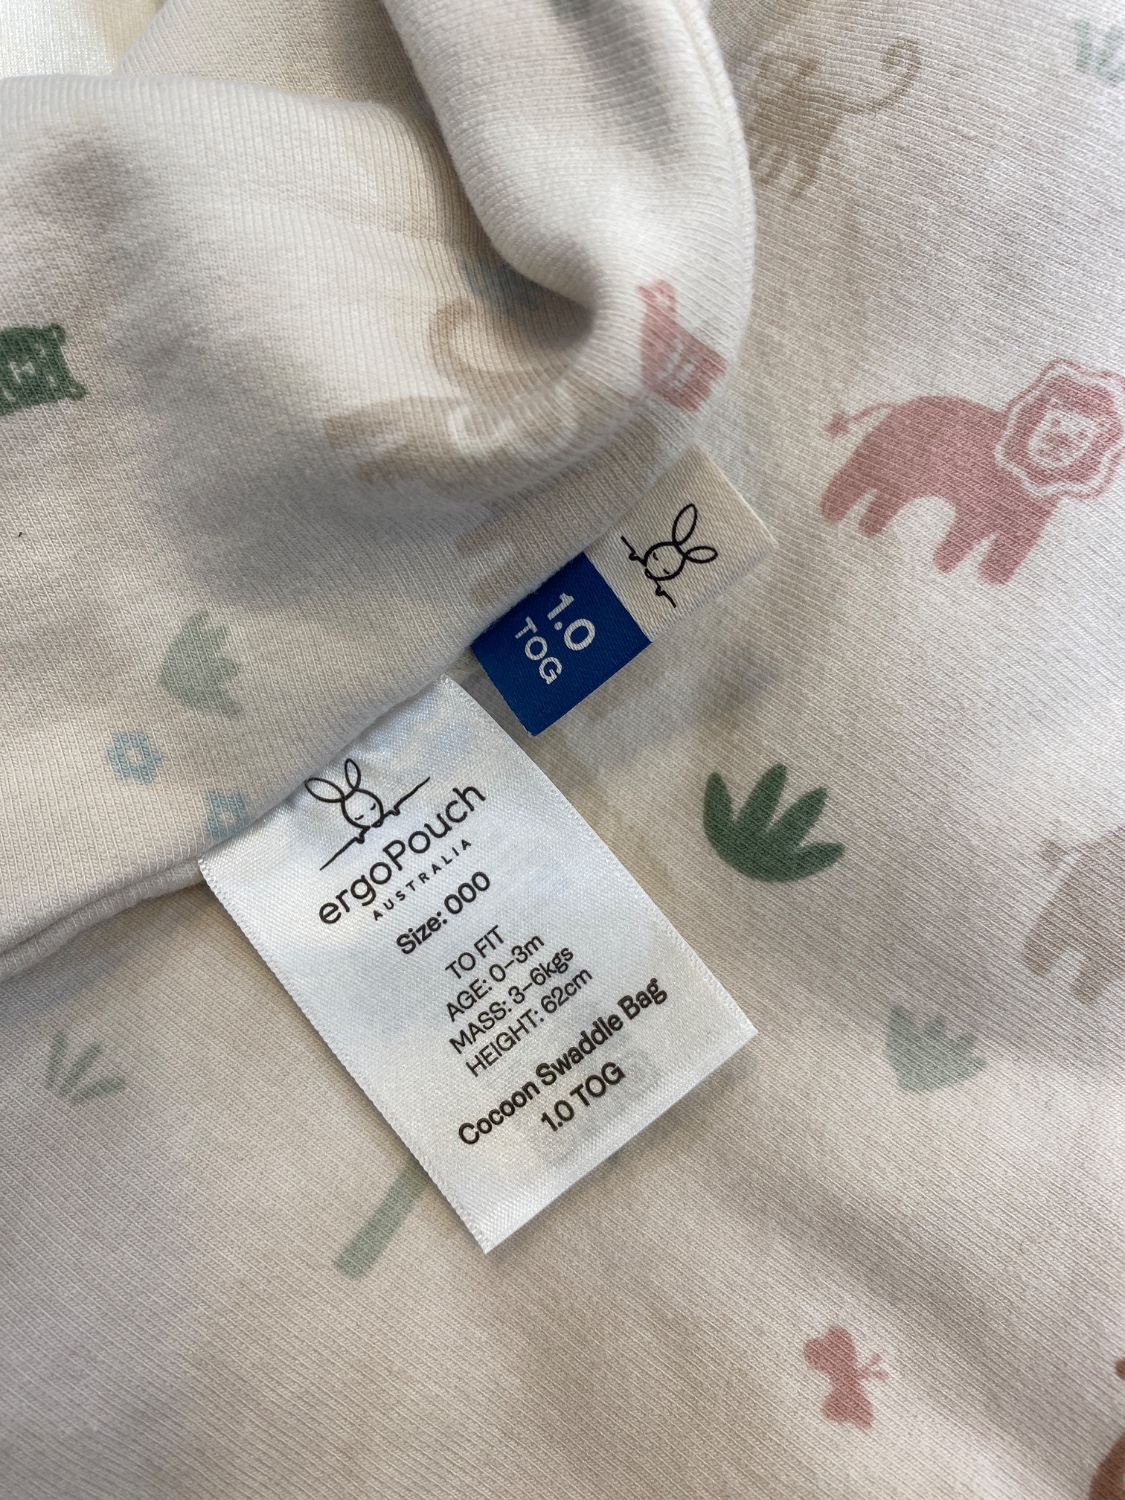 1.0
TOG
ergoPouch
AUSTRALIA
Size: 000
TO FIT
AGE: 0-3m
MASS: 3-6kgs
HEIGHT: 62cm
Cocoon Swaddle Bag
1.0 TOG